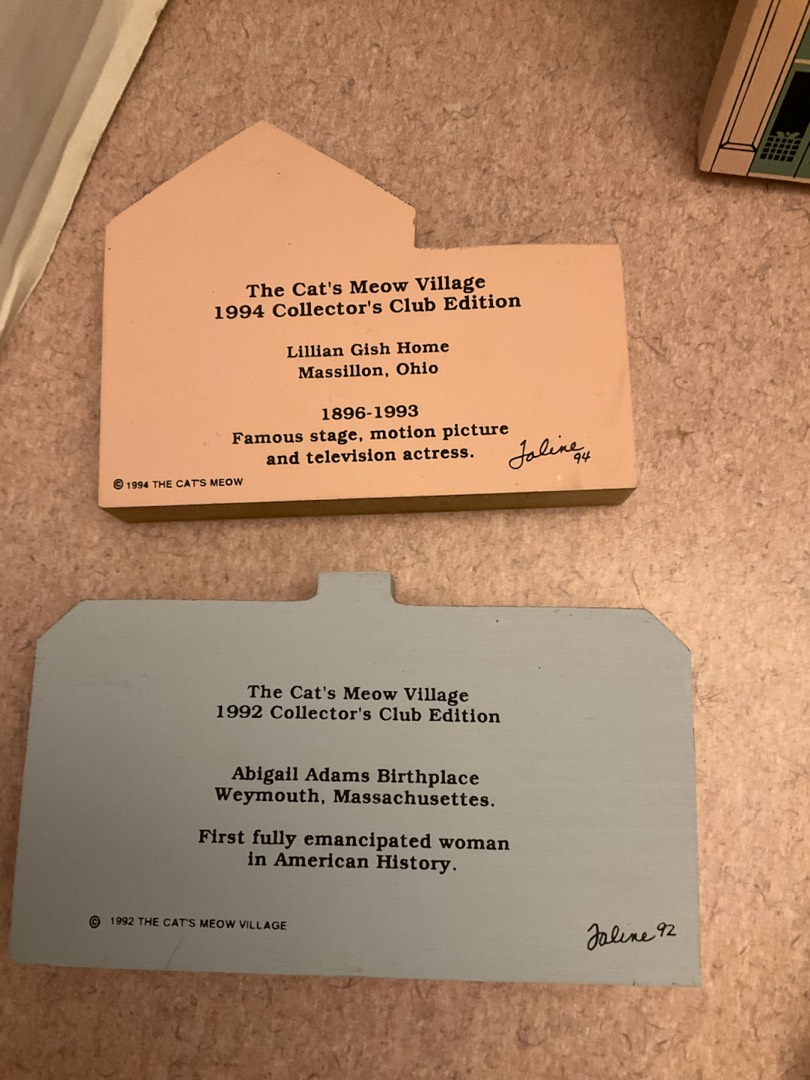 The Cat's Meow Village
1994 Collector's Club Edition
Lillian Gish Home
Massillon, Ohio
1896-1993
Famous stage, motion picture
and television actress.
Faline
94
© 1994 THE CAT'S MEOW
The Cat's Meow Village
1992 Collector's Club Edition
Abigail Adams Birthplace
Weymouth, Massachusettes.
First fully emancipated woman
in American History.
© 1992 THE CAT'S MEOW VILLAGE
Faline 92